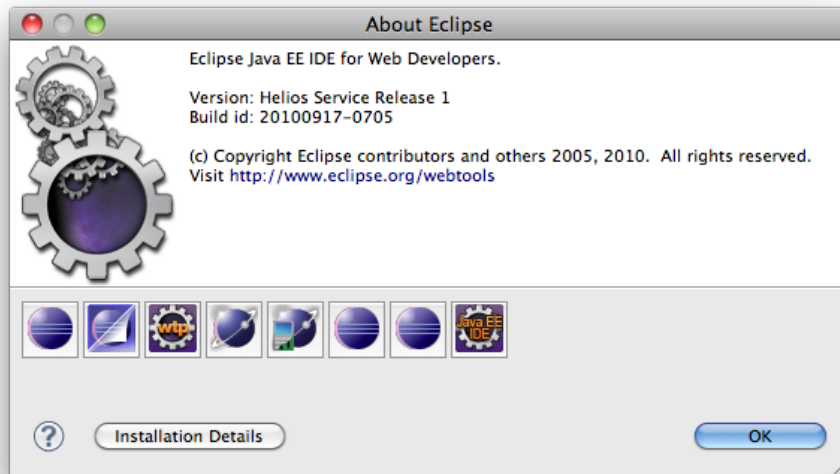 About Eclipse
Eclipse Java EE IDE for Web Developers.
Version: Helios Service Release 1
Build id: 20100917-0705
(c) Copyright Eclipse contributors and others 2005, 2010.  All rights reserved.
Visit http://www.eclipse.org/webtools
wtp
Java EE
IDE
?
Installation Details
OK